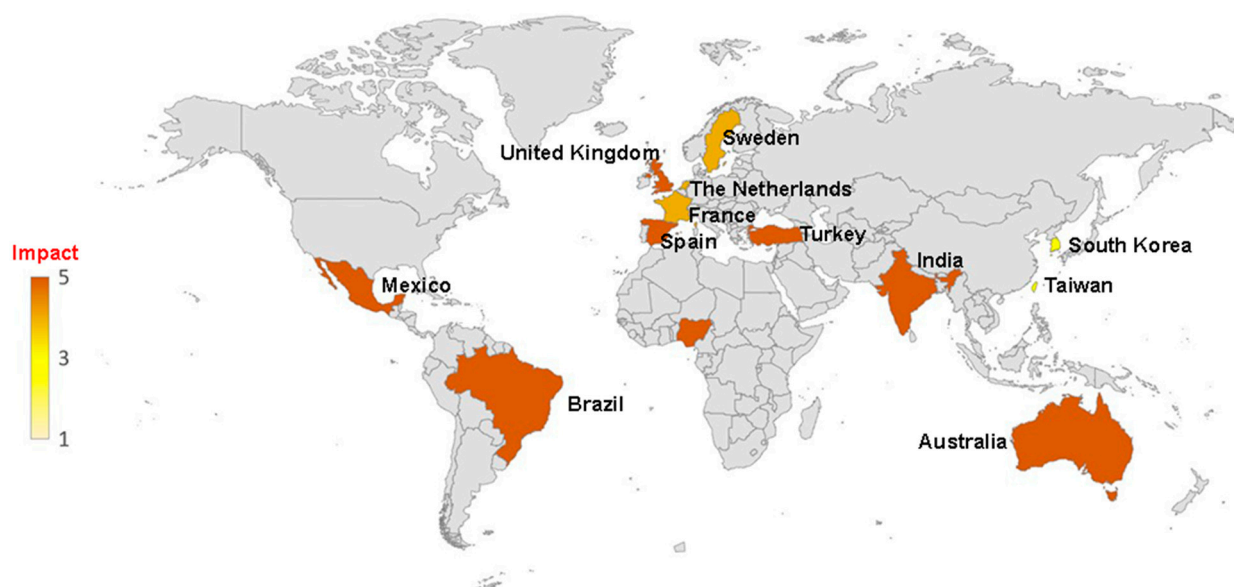 Sweden
United Kingdom
The Netherlands
France
Turkey
Spain
South Korea
Impact
India
5
Mexico
Taiwan
3
Brazil
1
Australia